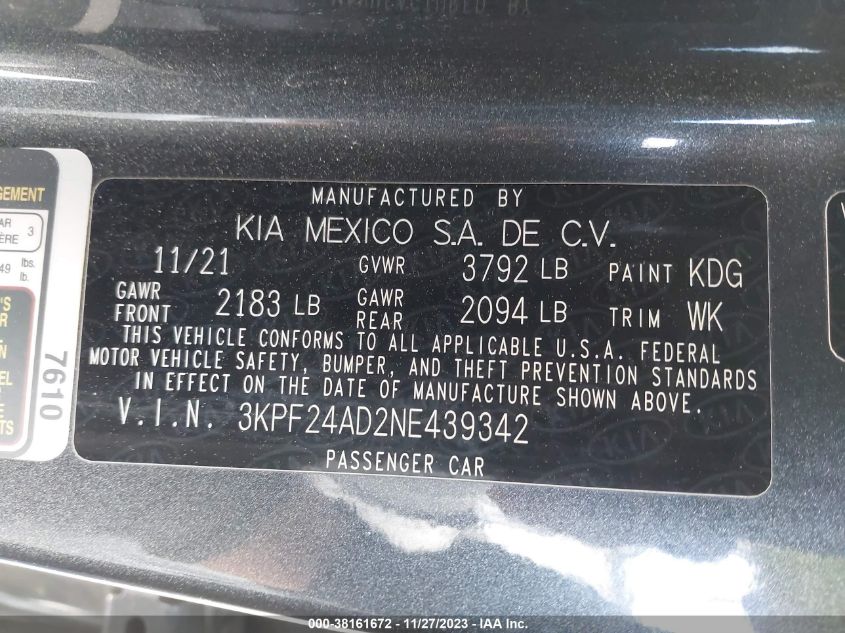 MANUFACTURED BY
KIA MEXICO S.A. DE C.V.
11/21 GVWR 3792 LB PAINT KDG
GAWR FRONT 2183 LB GAWR REAR 2094 LB TRIM WK
THIS VEHICLE CONFORMS TO ALL APPLICABLE U.S.A. FEDERAL
MOTOR VEHICLE SAFETY, BUMPER, AND THEFT PREVENTION STANDARDS
IN EFFECT ON THE DATE OF MANUFACTURE SHOWN ABOVE.
V.I.N. 3KPF24AD2NE439342
PASSENGER CAR
7610
3
lbs.
lb.
000-38161672 - 11/27/2023 - IAA Inc.